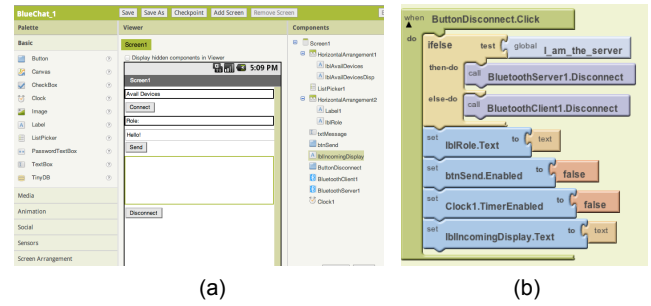 BlueChat_1
Save Save As Checkpoint Add Screen Remove Screen
Palette
Viewer
Components
Basic
Button
Canvas
CheckBox
Clock
Image
Label
ListPicker
PasswordTextBox
TextBox
TinyDB
Media
Animation
Social
Sensors
Screen Arrangement
Screen1
Display hidden components in Viewer
5:09 PM
Screen1
Avail Devices
Connect
Role:
Hello!
Send
Disconnect
Screen1
HorizontalArrangement1
lblAvailDevices
lblAvailDevicesDisp
ListPicker1
HorizontalArrangement2
Label1
lblRole
txtMessage
btnSend
lblIncomingDisplay
ButtonDisconnect
BluetoothClient1
BluetoothServer1
Clock1
(a)
when ButtonDisconnect.Click
do ifelse test global I_am_the_server
then-do call BluetoothServer1.Disconnect
else-do call BluetoothClient1.Disconnect
set lblRole.Text to text
set btnSend.Enabled to false
set Clock1.TimerEnabled to false
set lblIncomingDisplay.Text to text
(b)